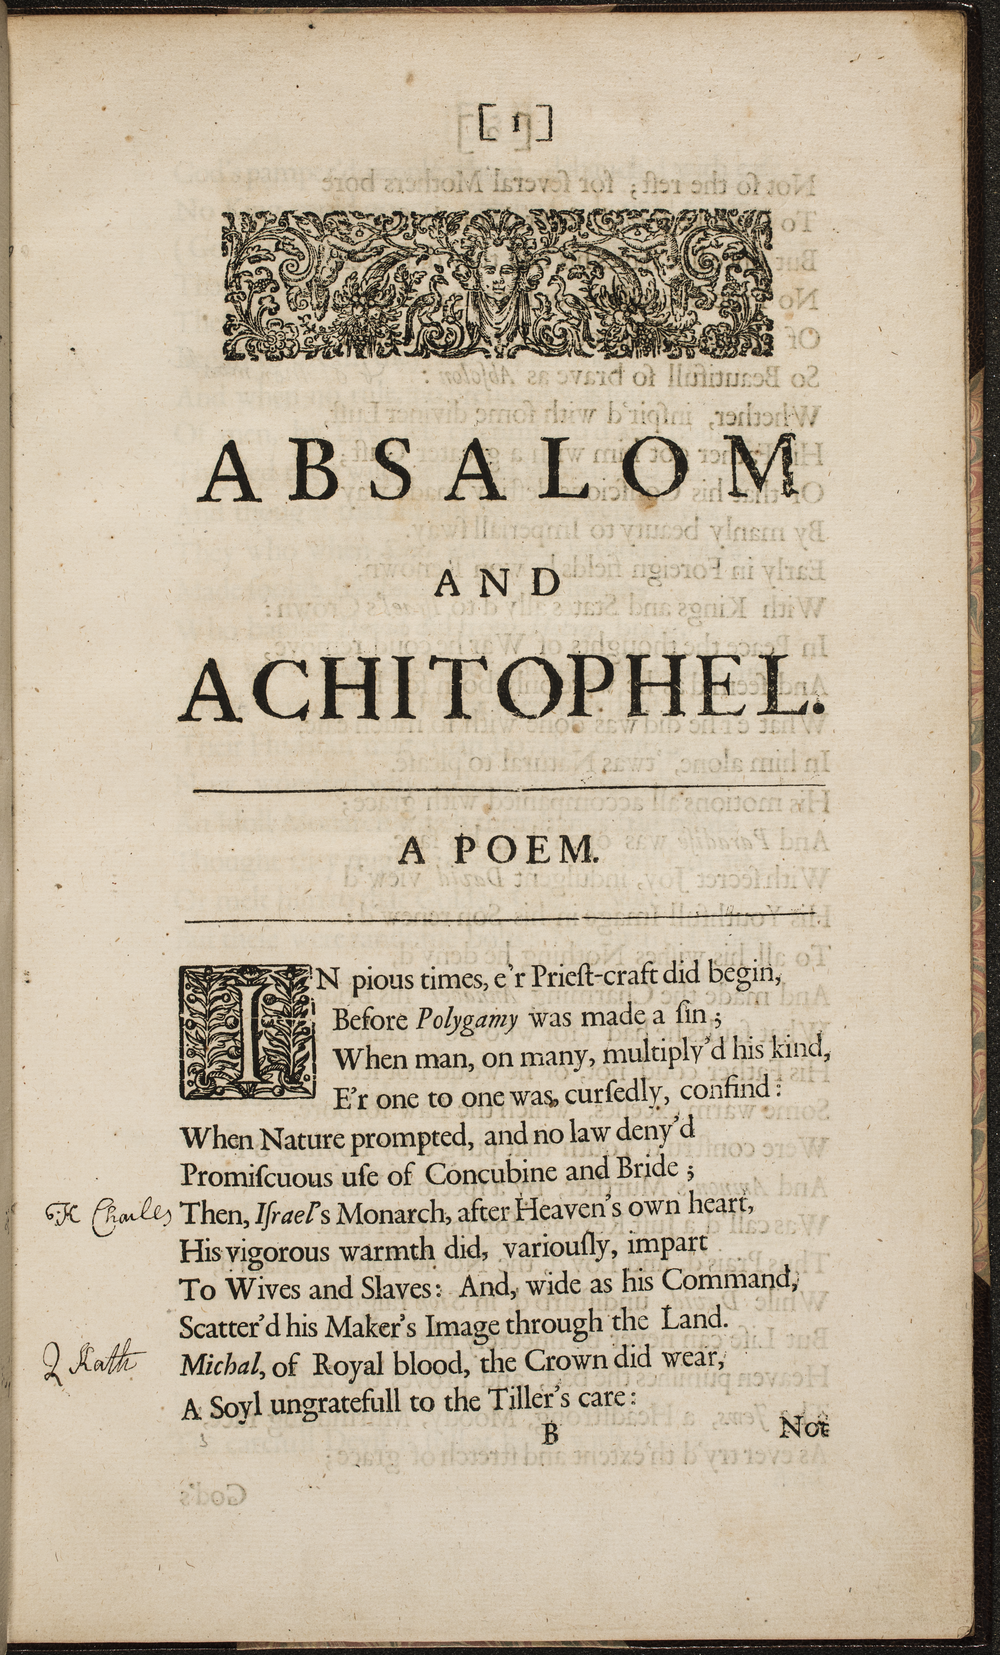 [ 1 ]
ABSALOM
AND
ACHITOPHEL.
A POEM.
IN pious times, e'r Prieſt-craft did begin,
Before Polygamy was made a ſin;
When man, on many, multiply'd his kind,
E'r one to one was, curſedly, confind:
When Nature prompted, and no law deny'd
Promiſcuous uſe of Concubine and Bride;
K Charles Then, Iſrael's Monarch, after Heaven's own heart,
His vigorous warmth did, variouſly, impart
To Wives and Slaves: And, wide as his Command,
Scatter'd his Maker's Image through the Land.
Q Kath Michal, of Royal blood, the Crown did wear,
A Soyl ungratefull to the Tiller's care:
B Not